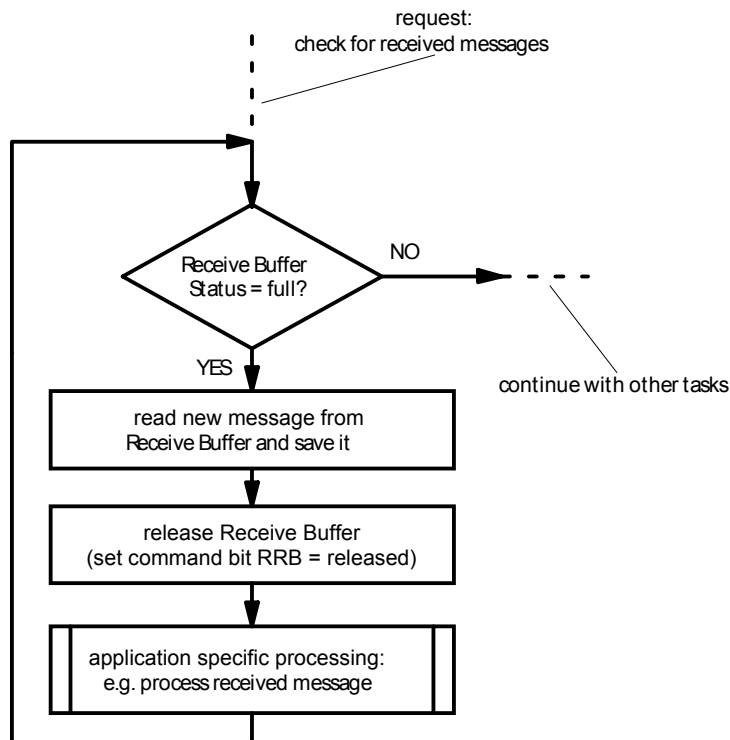 request:
check for received messages
Receive Buffer
Status = full?
NO
YES
continue with other tasks
read new message from
Receive Buffer and save it
release Receive Buffer
(set command bit RRB = released)
application specific processing:
e.g. process received message